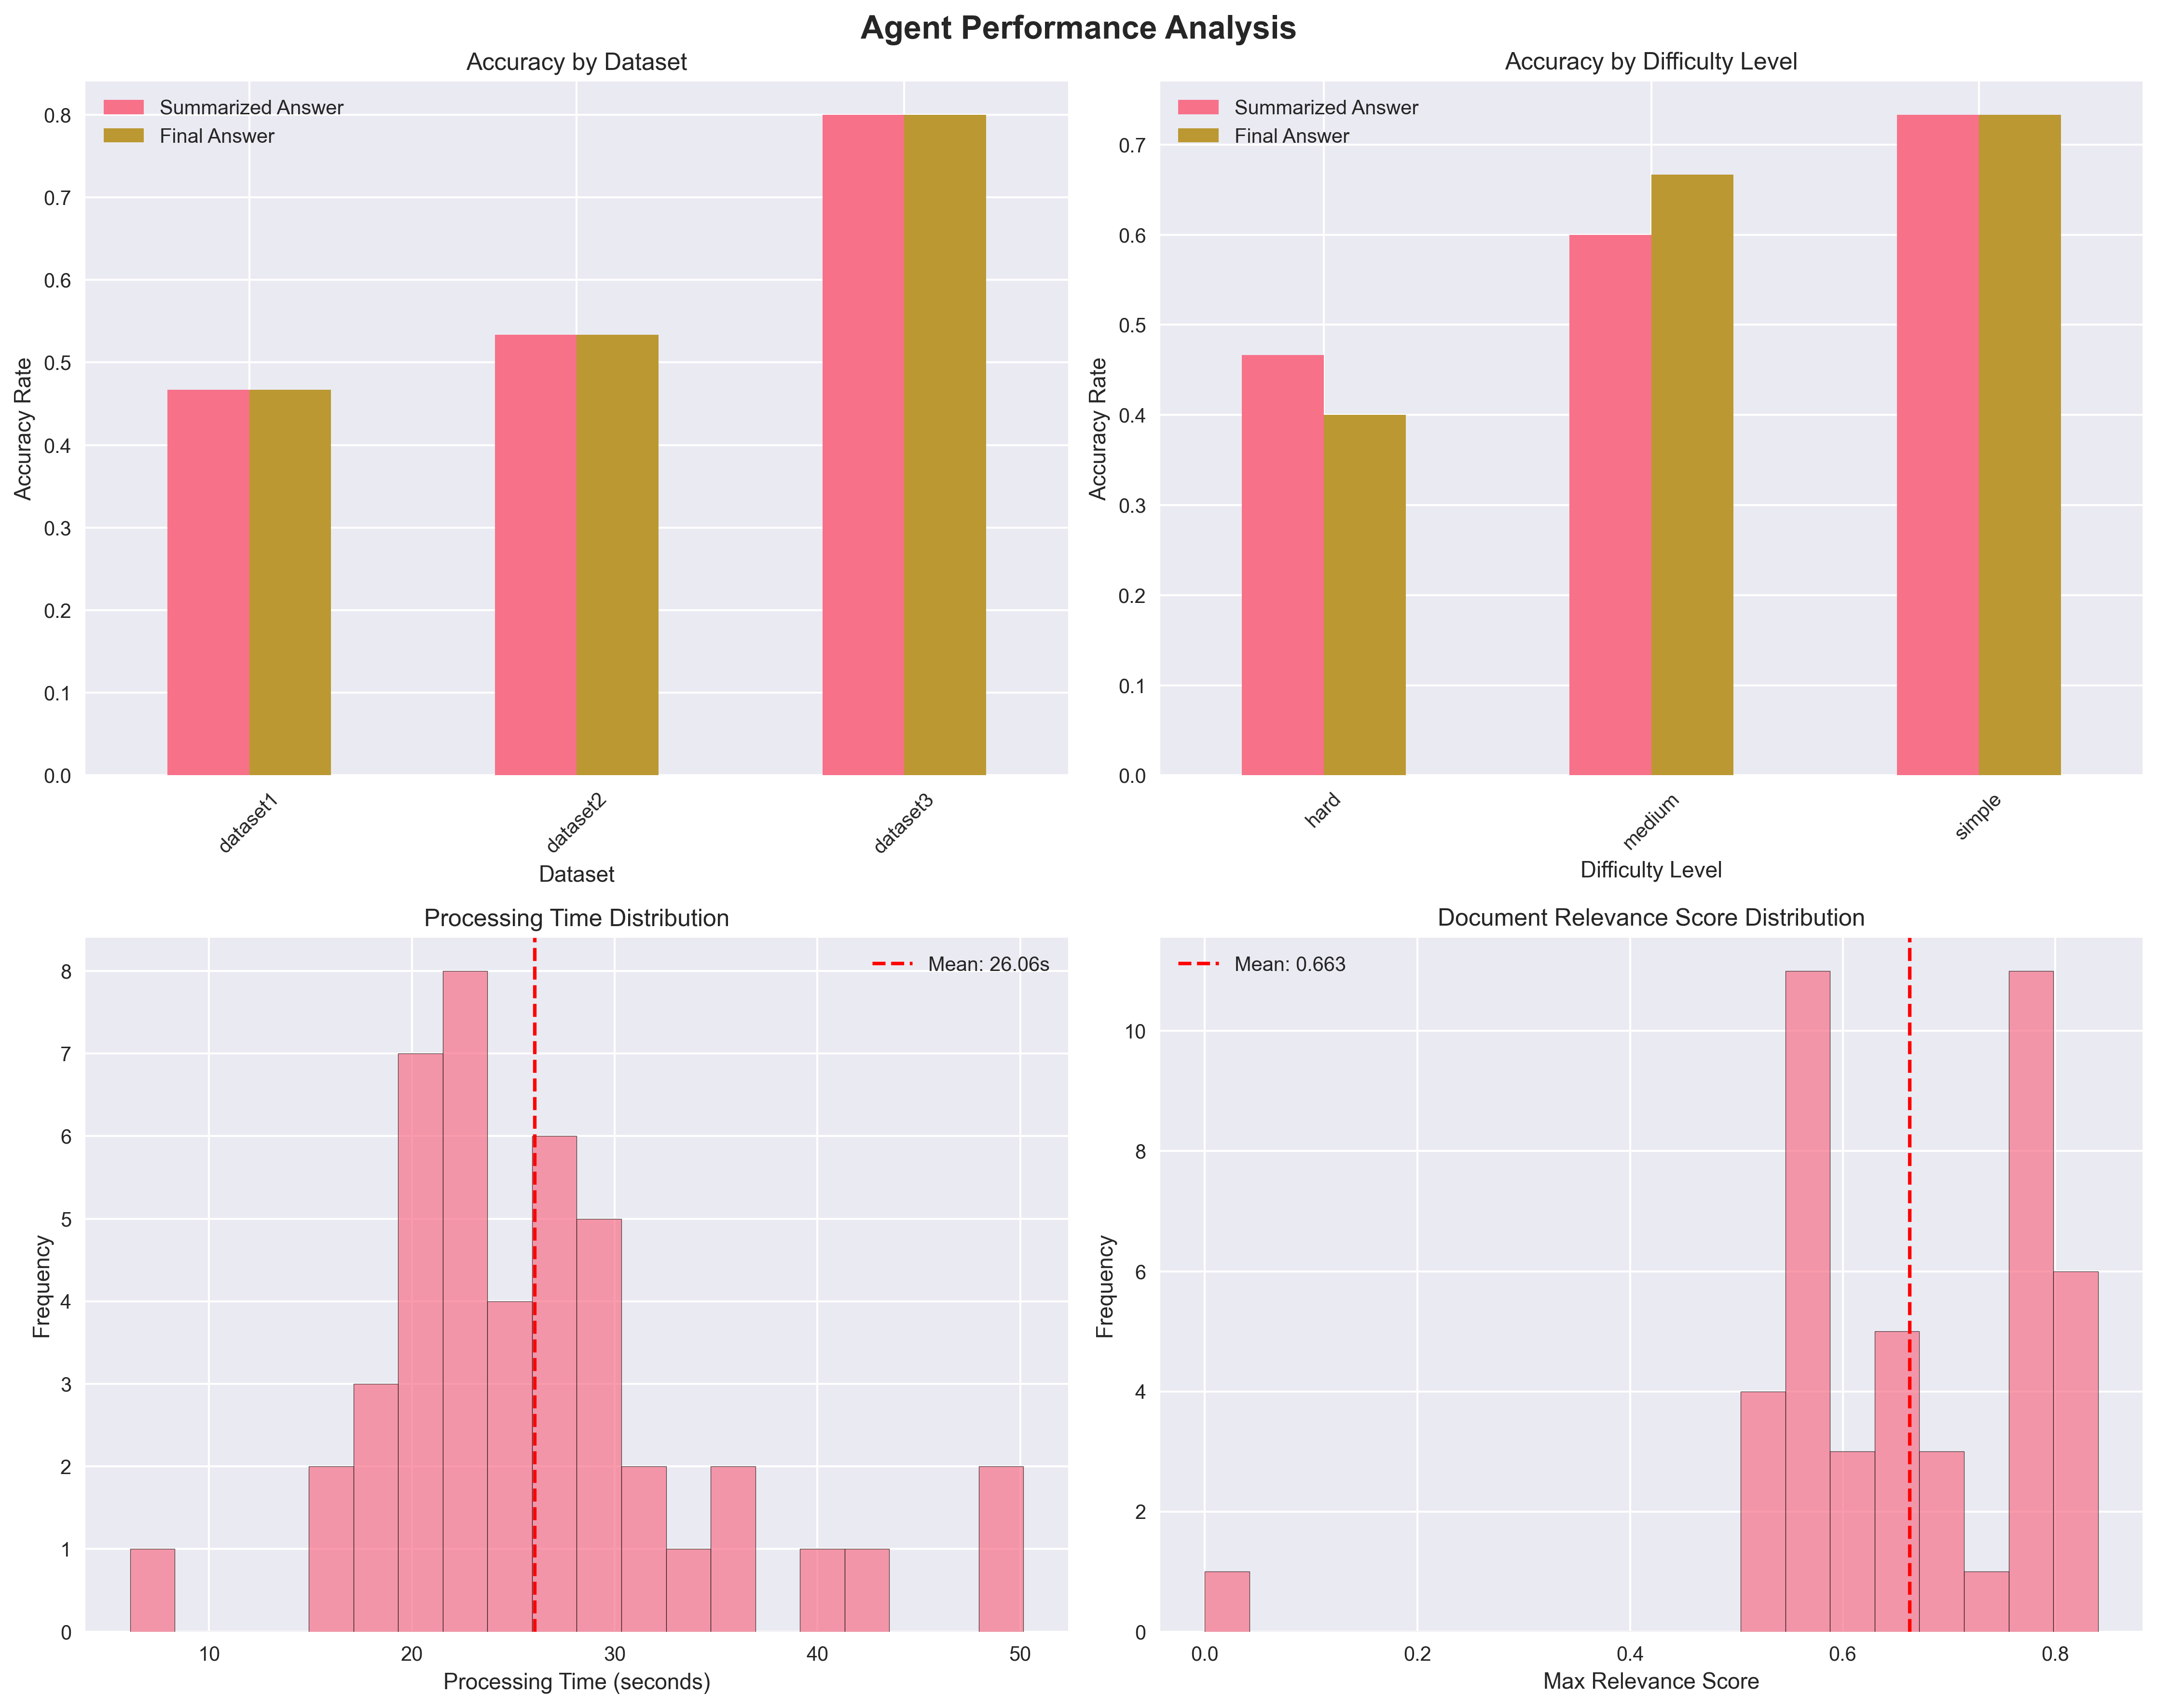 Agent Performance Analysis
Accuracy by Dataset
Summarized Answer
Final Answer
0.8
0.7
0.6
0.5
0.4
0.3
0.2
0.1
0.0
Accuracy Rate
dataset1
dataset2
dataset3
Dataset
Accuracy by Difficulty Level
Summarized Answer
Final Answer
0.7
0.6
0.5
0.4
0.3
0.2
0.1
0.0
Accuracy Rate
hard
medium
simple
Difficulty Level
Processing Time Distribution
Mean: 26.06s
8
7
6
5
4
3
2
1
0
Frequency
10
20
30
40
50
Processing Time (seconds)
Document Relevance Score Distribution
Mean: 0.663
10
8
6
4
2
0
Frequency
0.0
0.2
0.4
0.6
0.8
Max Relevance Score